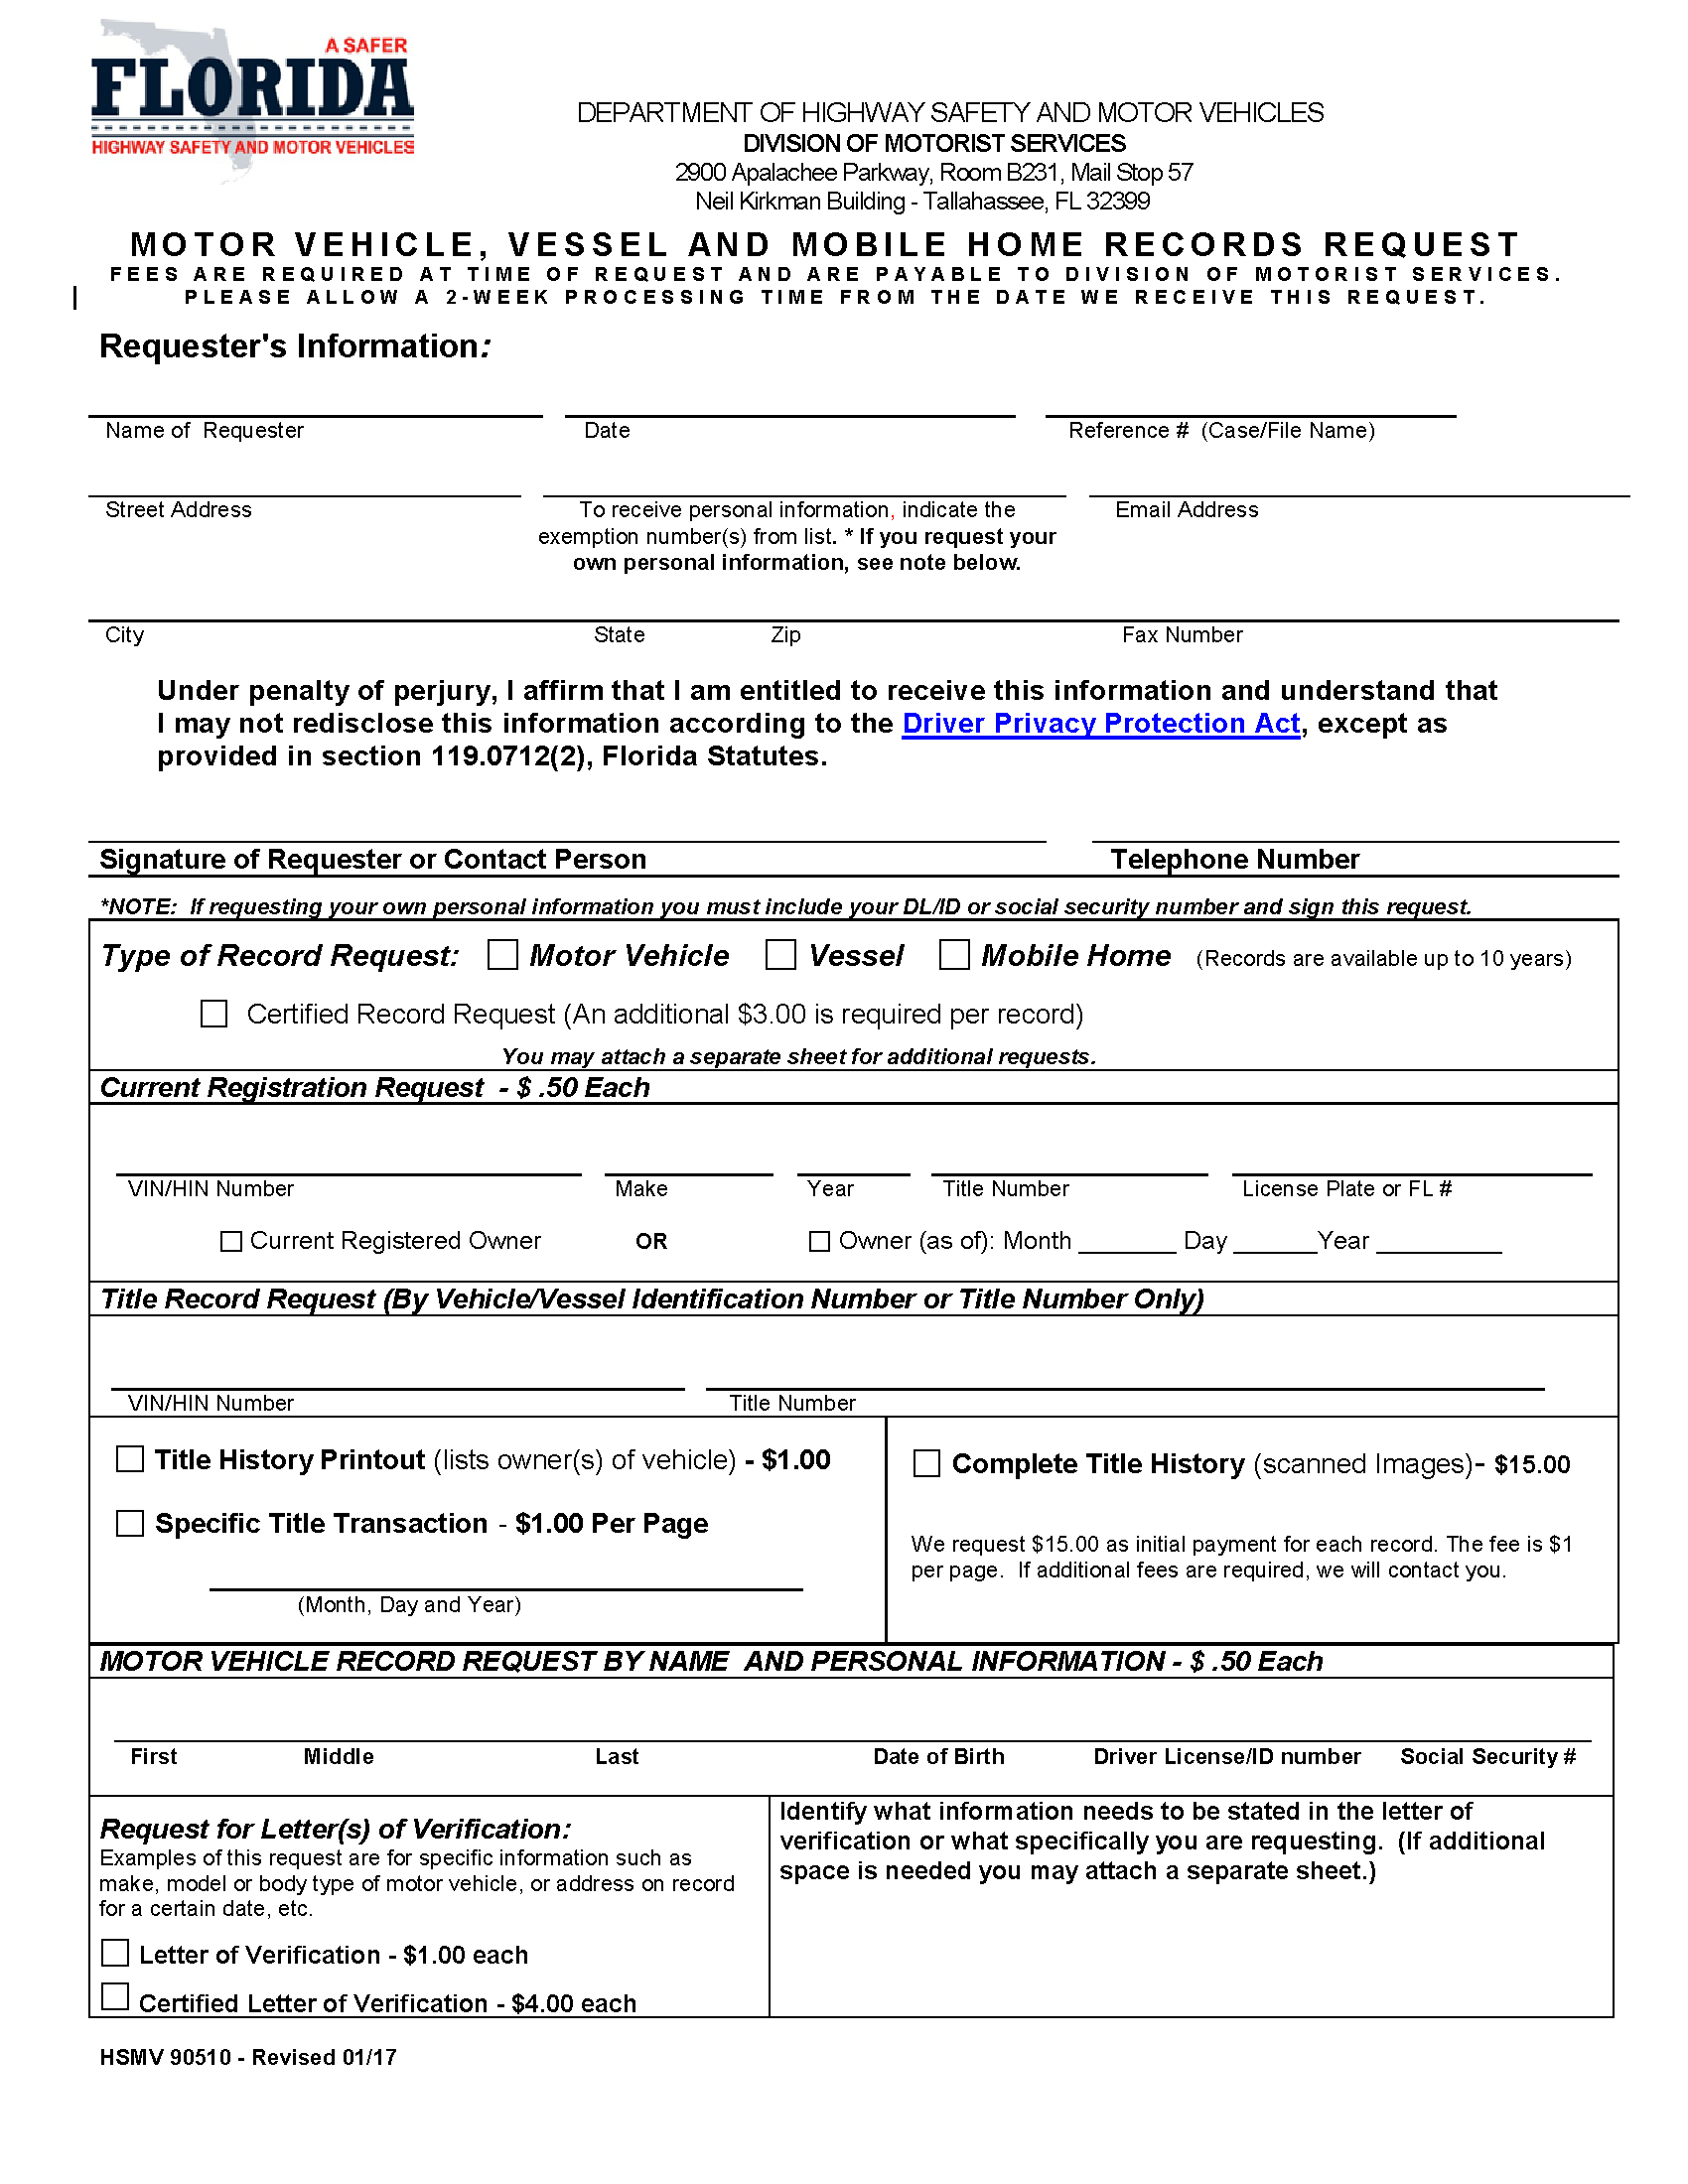 A SAFER
FLORIDA
HIGHWAY SAFETY AND MOTOR VEHICLES
DEPARTMENT OF HIGHWAY SAFETY AND MOTOR VEHICLES
DIVISION OF MOTORIST SERVICES
2900 Apalachee Parkway, Room B231, Mail Stop 57
Neil Kirkman Building - Tallahassee, FL 32399
MOTOR VEHICLE, VESSEL AND MOBILE HOME RECORDS REQUEST
FEES ARE REQUIRED AT TIME OF REQUEST AND ARE PAYABLE TO DIVISION OF MOTORIST SERVICES.
PLEASE ALLOW A 2-WEEK PROCESSING TIME FROM THE DATE WE RECEIVE THIS REQUEST.
Requester's Information:
Name of Requester Date Reference # (Case/File Name)
Street Address To receive personal information, indicate the Email Address
exemption number(s) from list. * If you request your
own personal information, see note below.
City State Zip Fax Number
Under penalty of perjury, I affirm that I am entitled to receive this information and understand that
I may not redisclose this information according to the Driver Privacy Protection Act, except as
provided in section 119.0712(2), Florida Statutes.
Signature of Requester or Contact Person Telephone Number
*NOTE: If requesting your own personal information you must include your DL/ID or social security number and sign this request.
Type of Record Request: Motor Vehicle Vessel Mobile Home (Records are available up to 10 years)
Certified Record Request (An additional $3.00 is required per record)
You may attach a separate sheet for additional requests.
Current Registration Request - $ .50 Each
VIN/HIN Number Make Year Title Number License Plate or FL #
Current Registered Owner OR Owner (as of): Month _______ Day ______Year _________
Title Record Request (By Vehicle/Vessel Identification Number or Title Number Only)
VIN/HIN Number Title Number
Title History Printout (lists owner(s) of vehicle) - $1.00
Specific Title Transaction - $1.00 Per Page
(Month, Day and Year)
Complete Title History (scanned Images)- $15.00
We request $15.00 as initial payment for each record. The fee is $1
per page. If additional fees are required, we will contact you.
MOTOR VEHICLE RECORD REQUEST BY NAME AND PERSONAL INFORMATION - $ .50 Each
First Middle Last Date of Birth Driver License/ID number Social Security #
Request for Letter(s) of Verification:
Examples of this request are for specific information such as
make, model or body type of motor vehicle, or address on record
for a certain date, etc.
Letter of Verification - $1.00 each
Certified Letter of Verification - $4.00 each
Identify what information needs to be stated in the letter of
verification or what specifically you are requesting. (If additional
space is needed you may attach a separate sheet.)
HSMV 90510 - Revised 01/17